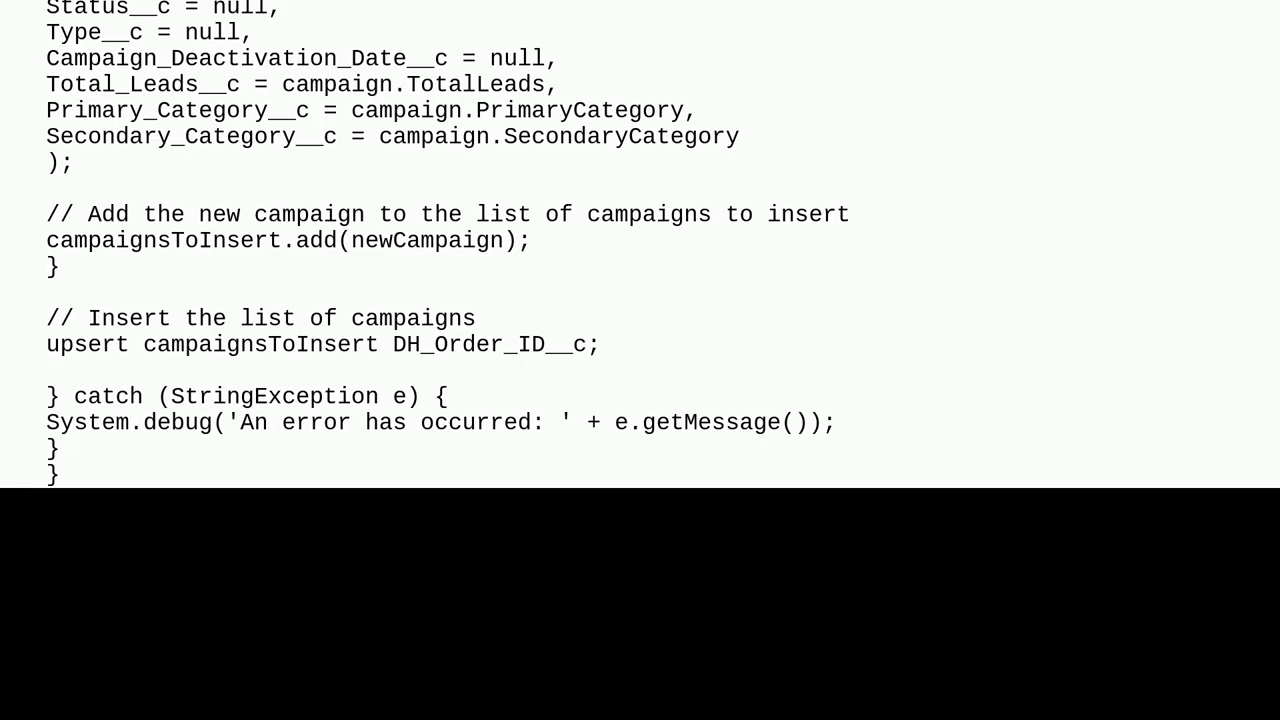 Status__c = null,
Type__c = null,
Campaign_Deactivation_Date__c = null,
Total_Leads__c = campaign.TotalLeads,
Primary_Category__c = campaign.PrimaryCategory,
Secondary_Category__c = campaign.SecondaryCategory
);
// Add the new campaign to the list of campaigns to insert
campaignsToInsert.add(newCampaign);
}
// Insert the list of campaigns
upsert campaignsToInsert DH_Order_ID__c;
} catch (StringException e) {
System.debug('An error has occurred: ' + e.getMessage());
}
}